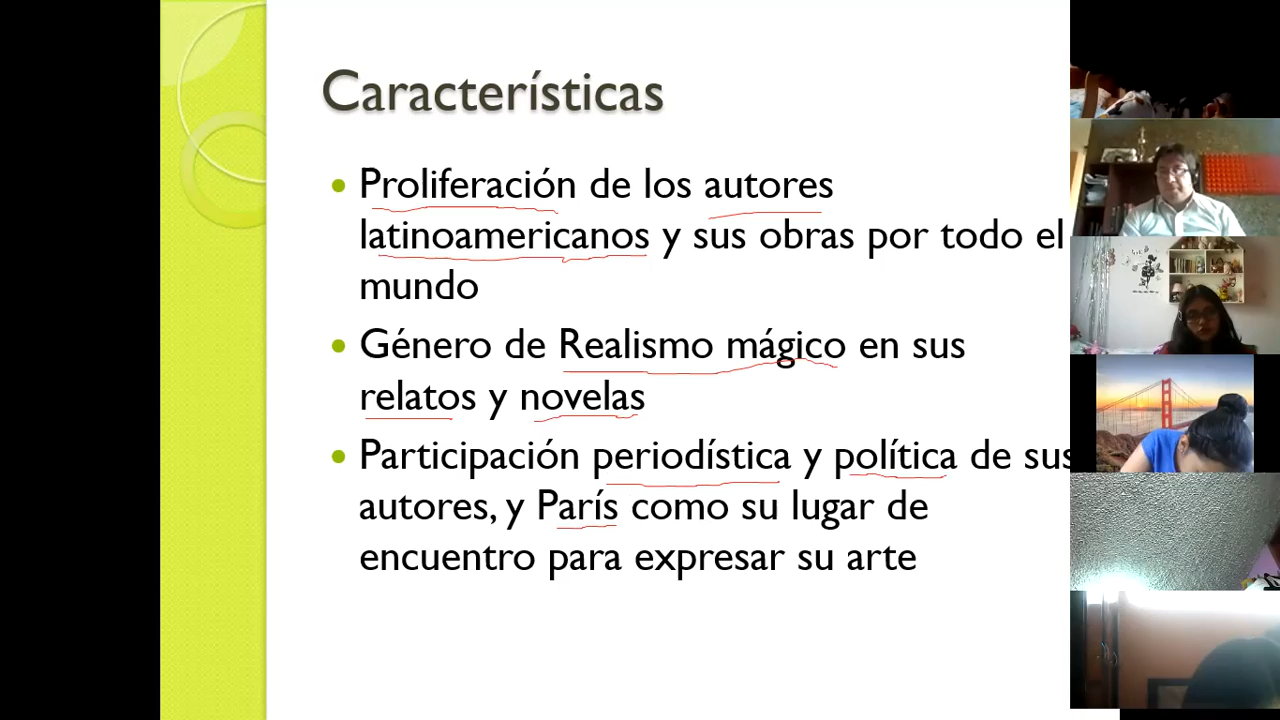 Características
Proliferación de los autores
latinoamericanos y sus obras por todo el
mundo
Género de Realismo mágico en sus
relatos y novelas
Participación periodística y política de sus
autores, y París como su lugar de
encuentro para expresar su arte